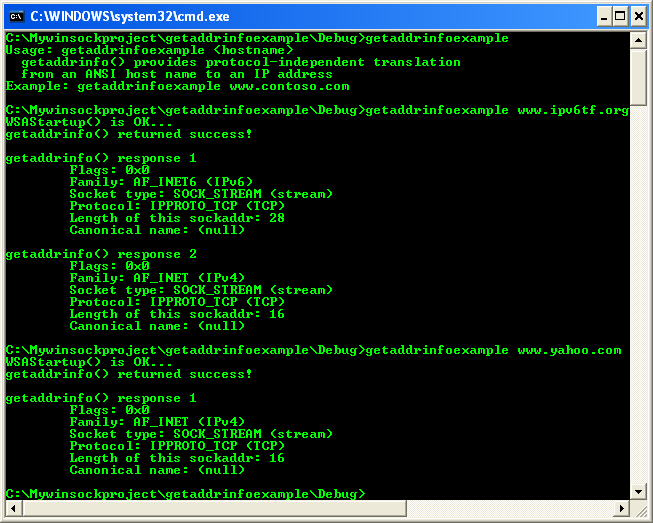 C:\WINDOWS\system32\cmd.exe
C:\Mywinsockproject\getaddrinfoexample\Debug>getaddrinfoexample
Usage: getaddrinfoexample <hostname>
  getaddrinfo() provides protocol-independent translation
  from an ANSI host name to an IP address
Example: getaddrinfoexample www.contoso.com
C:\Mywinsockproject\getaddrinfoexample\Debug>getaddrinfoexample www.ipv6tf.org
WSAStartup() is OK...
getaddrinfo() returned success!
getaddrinfo() response 1
        Flags: 0x0
        Family: AF_INET6 (IPv6)
        Socket type: SOCK_STREAM (stream)
        Protocol: IPPROTO_TCP (TCP)
        Length of this sockaddr: 28
        Canonical name: (null)
getaddrinfo() response 2
        Flags: 0x0
        Family: AF_INET (IPv4)
        Socket type: SOCK_STREAM (stream)
        Protocol: IPPROTO_TCP (TCP)
        Length of this sockaddr: 16
        Canonical name: (null)
C:\Mywinsockproject\getaddrinfoexample\Debug>getaddrinfoexample www.yahoo.com
WSAStartup() is OK...
getaddrinfo() returned success!
getaddrinfo() response 1
        Flags: 0x0
        Family: AF_INET (IPv4)
        Socket type: SOCK_STREAM (stream)
        Protocol: IPPROTO_TCP (TCP)
        Length of this sockaddr: 16
        Canonical name: (null)
C:\Mywinsockproject\getaddrinfoexample\Debug>